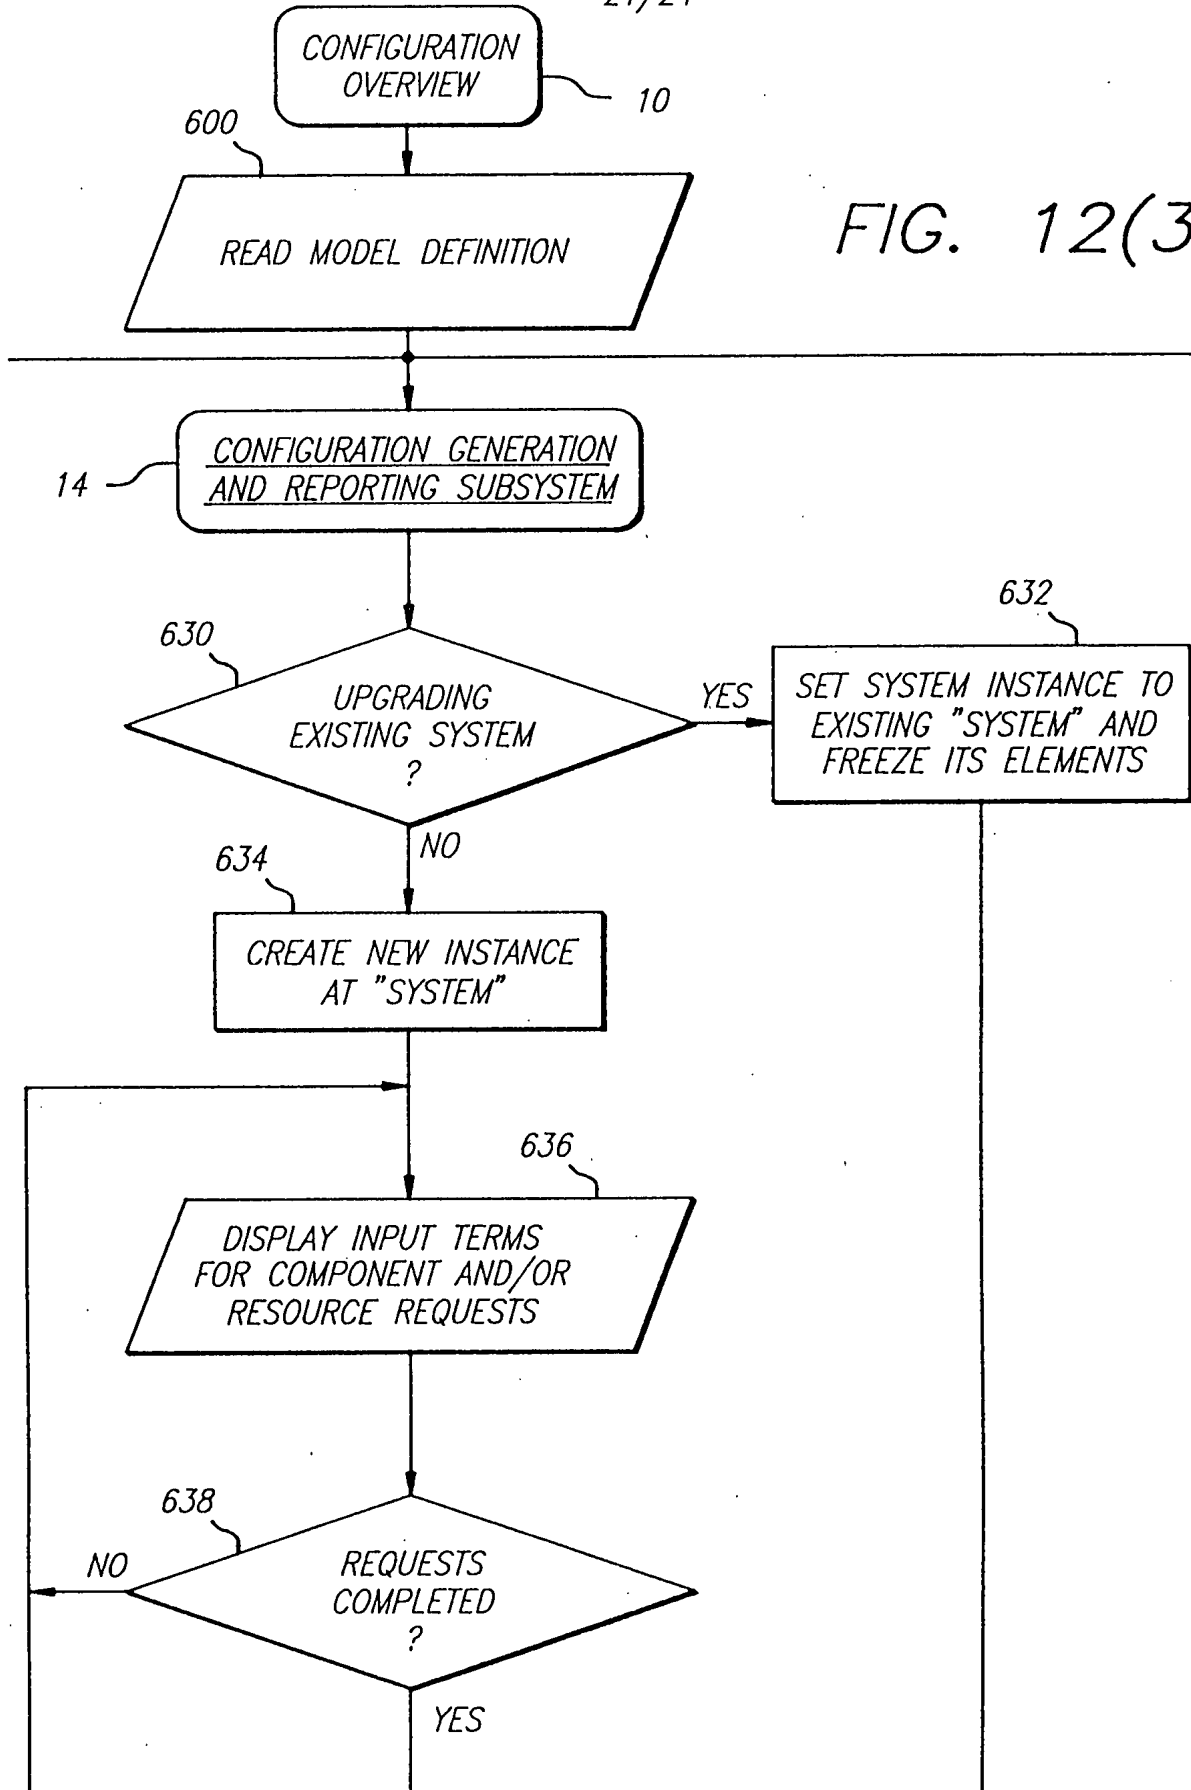 CONFIGURATION
OVERVIEW
10
600
READ MODEL DEFINITION
FIG. 12(3
CONFIGURATION GENERATION
AND REPORTING SUBSYSTEM
14
630
UPGRADING
EXISTING SYSTEM
?
YES
632
SET SYSTEM INSTANCE TO
EXISTING "SYSTEM" AND
FREEZE ITS ELEMENTS
NO
634
CREATE NEW INSTANCE
AT "SYSTEM"
636
DISPLAY INPUT TERMS
FOR COMPONENT AND/OR
RESOURCE REQUESTS
638
NO
REQUESTS
COMPLETED
?
YES